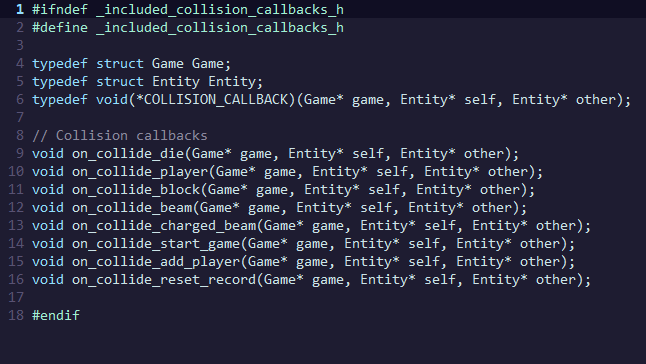 1 #ifndef _included_collision_callbacks_h
2 #define _included_collision_callbacks_h
3
4 typedef struct Game Game;
5 typedef struct Entity Entity;
6 typedef void(*COLLISION_CALLBACK)(Game* game, Entity* self, Entity* other);
7
8 // Collision callbacks
9 void on_collide_die(Game* game, Entity* self, Entity* other);
10 void on_collide_player(Game* game, Entity* self, Entity* other);
11 void on_collide_block(Game* game, Entity* self, Entity* other);
12 void on_collide_beam(Game* game, Entity* self, Entity* other);
13 void on_collide_charged_beam(Game* game, Entity* self, Entity* other);
14 void on_collide_start_game(Game* game, Entity* self, Entity* other);
15 void on_collide_add_player(Game* game, Entity* self, Entity* other);
16 void on_collide_reset_record(Game* game, Entity* self, Entity* other);
17
18 #endif